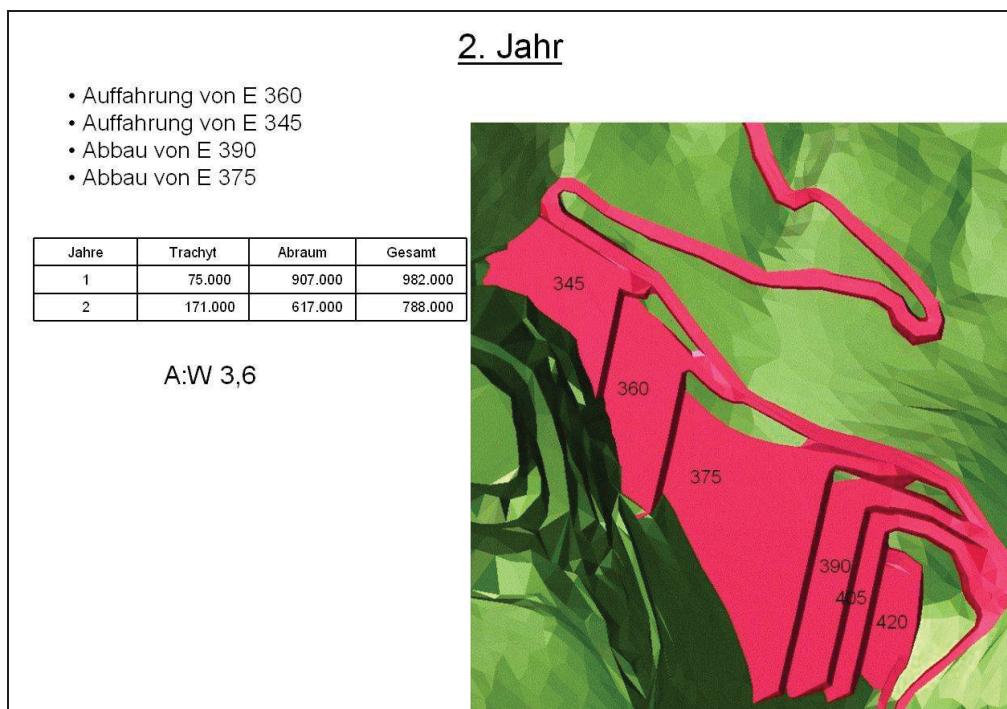 2. Jahr
• Auffahrung von E 360
• Auffahrung von E 345
• Abbau von E 390
• Abbau von E 375
Jahre Trachyt Abraum Gesamt
1 75.000 907.000 982.000
2 171.000 617.000 788.000
A:W 3,6
345
360
375
390
405
420